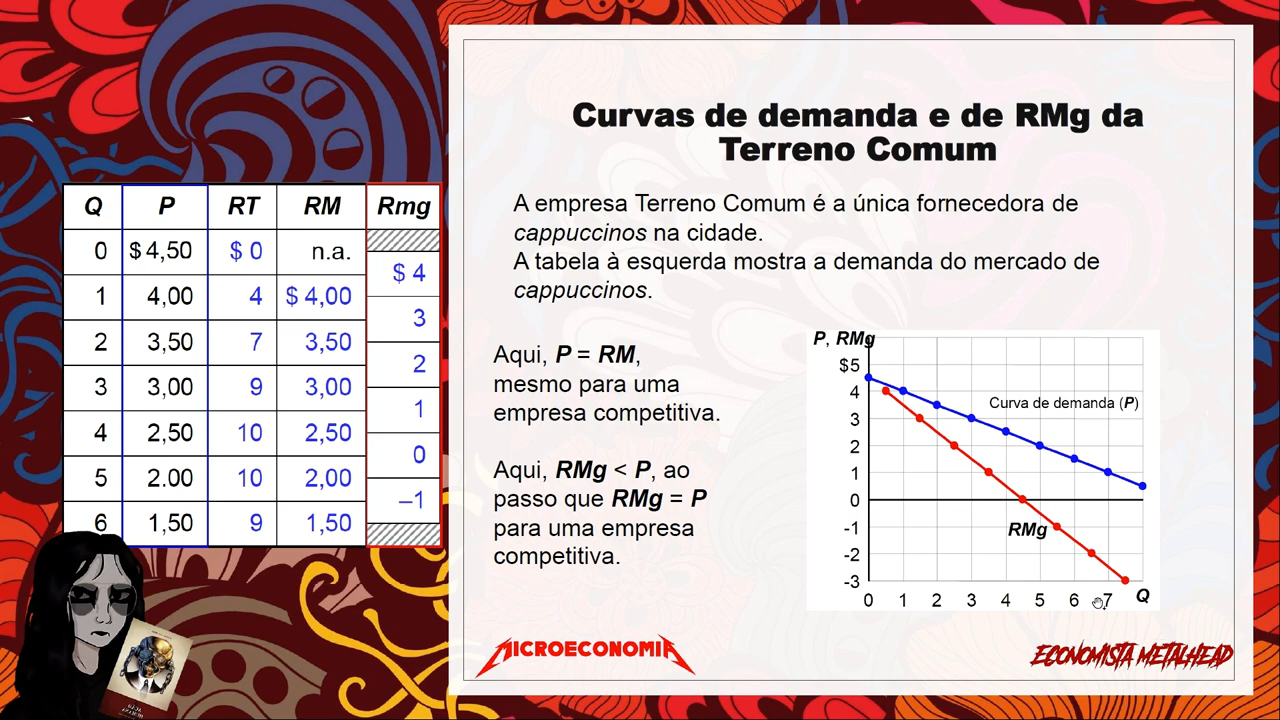 Curvas de demanda e de RMg da
Terreno Comum
A empresa Terreno Comum é a única fornecedora de
cappuccinos na cidade.
A tabela à esquerda mostra a demanda do mercado de
cappuccinos.
Q P RT RM Rmg
0 $ 4,50 $ 0 n.a.
$ 4
1 4,00 4 $ 4,00
3
2 3,50 7 3,50
2
3 3,00 9 3,00
1
4 2,50 10 2,50
0
5 2.00 10 2,00
–1
6 1,50 9 1,50
Aqui, P = RM,
mesmo para uma
empresa competitiva.
Aqui, RMg < P, ao
passo que RMg = P
para uma empresa
competitiva.
P, RMg
$5
4
3
2
1
0
-1
-2
-3
Curva de demanda (P)
RMg
0 1 2 3 4 5 6 7 Q
MICROECONOMIA
ECONOMISTA METALHEAD